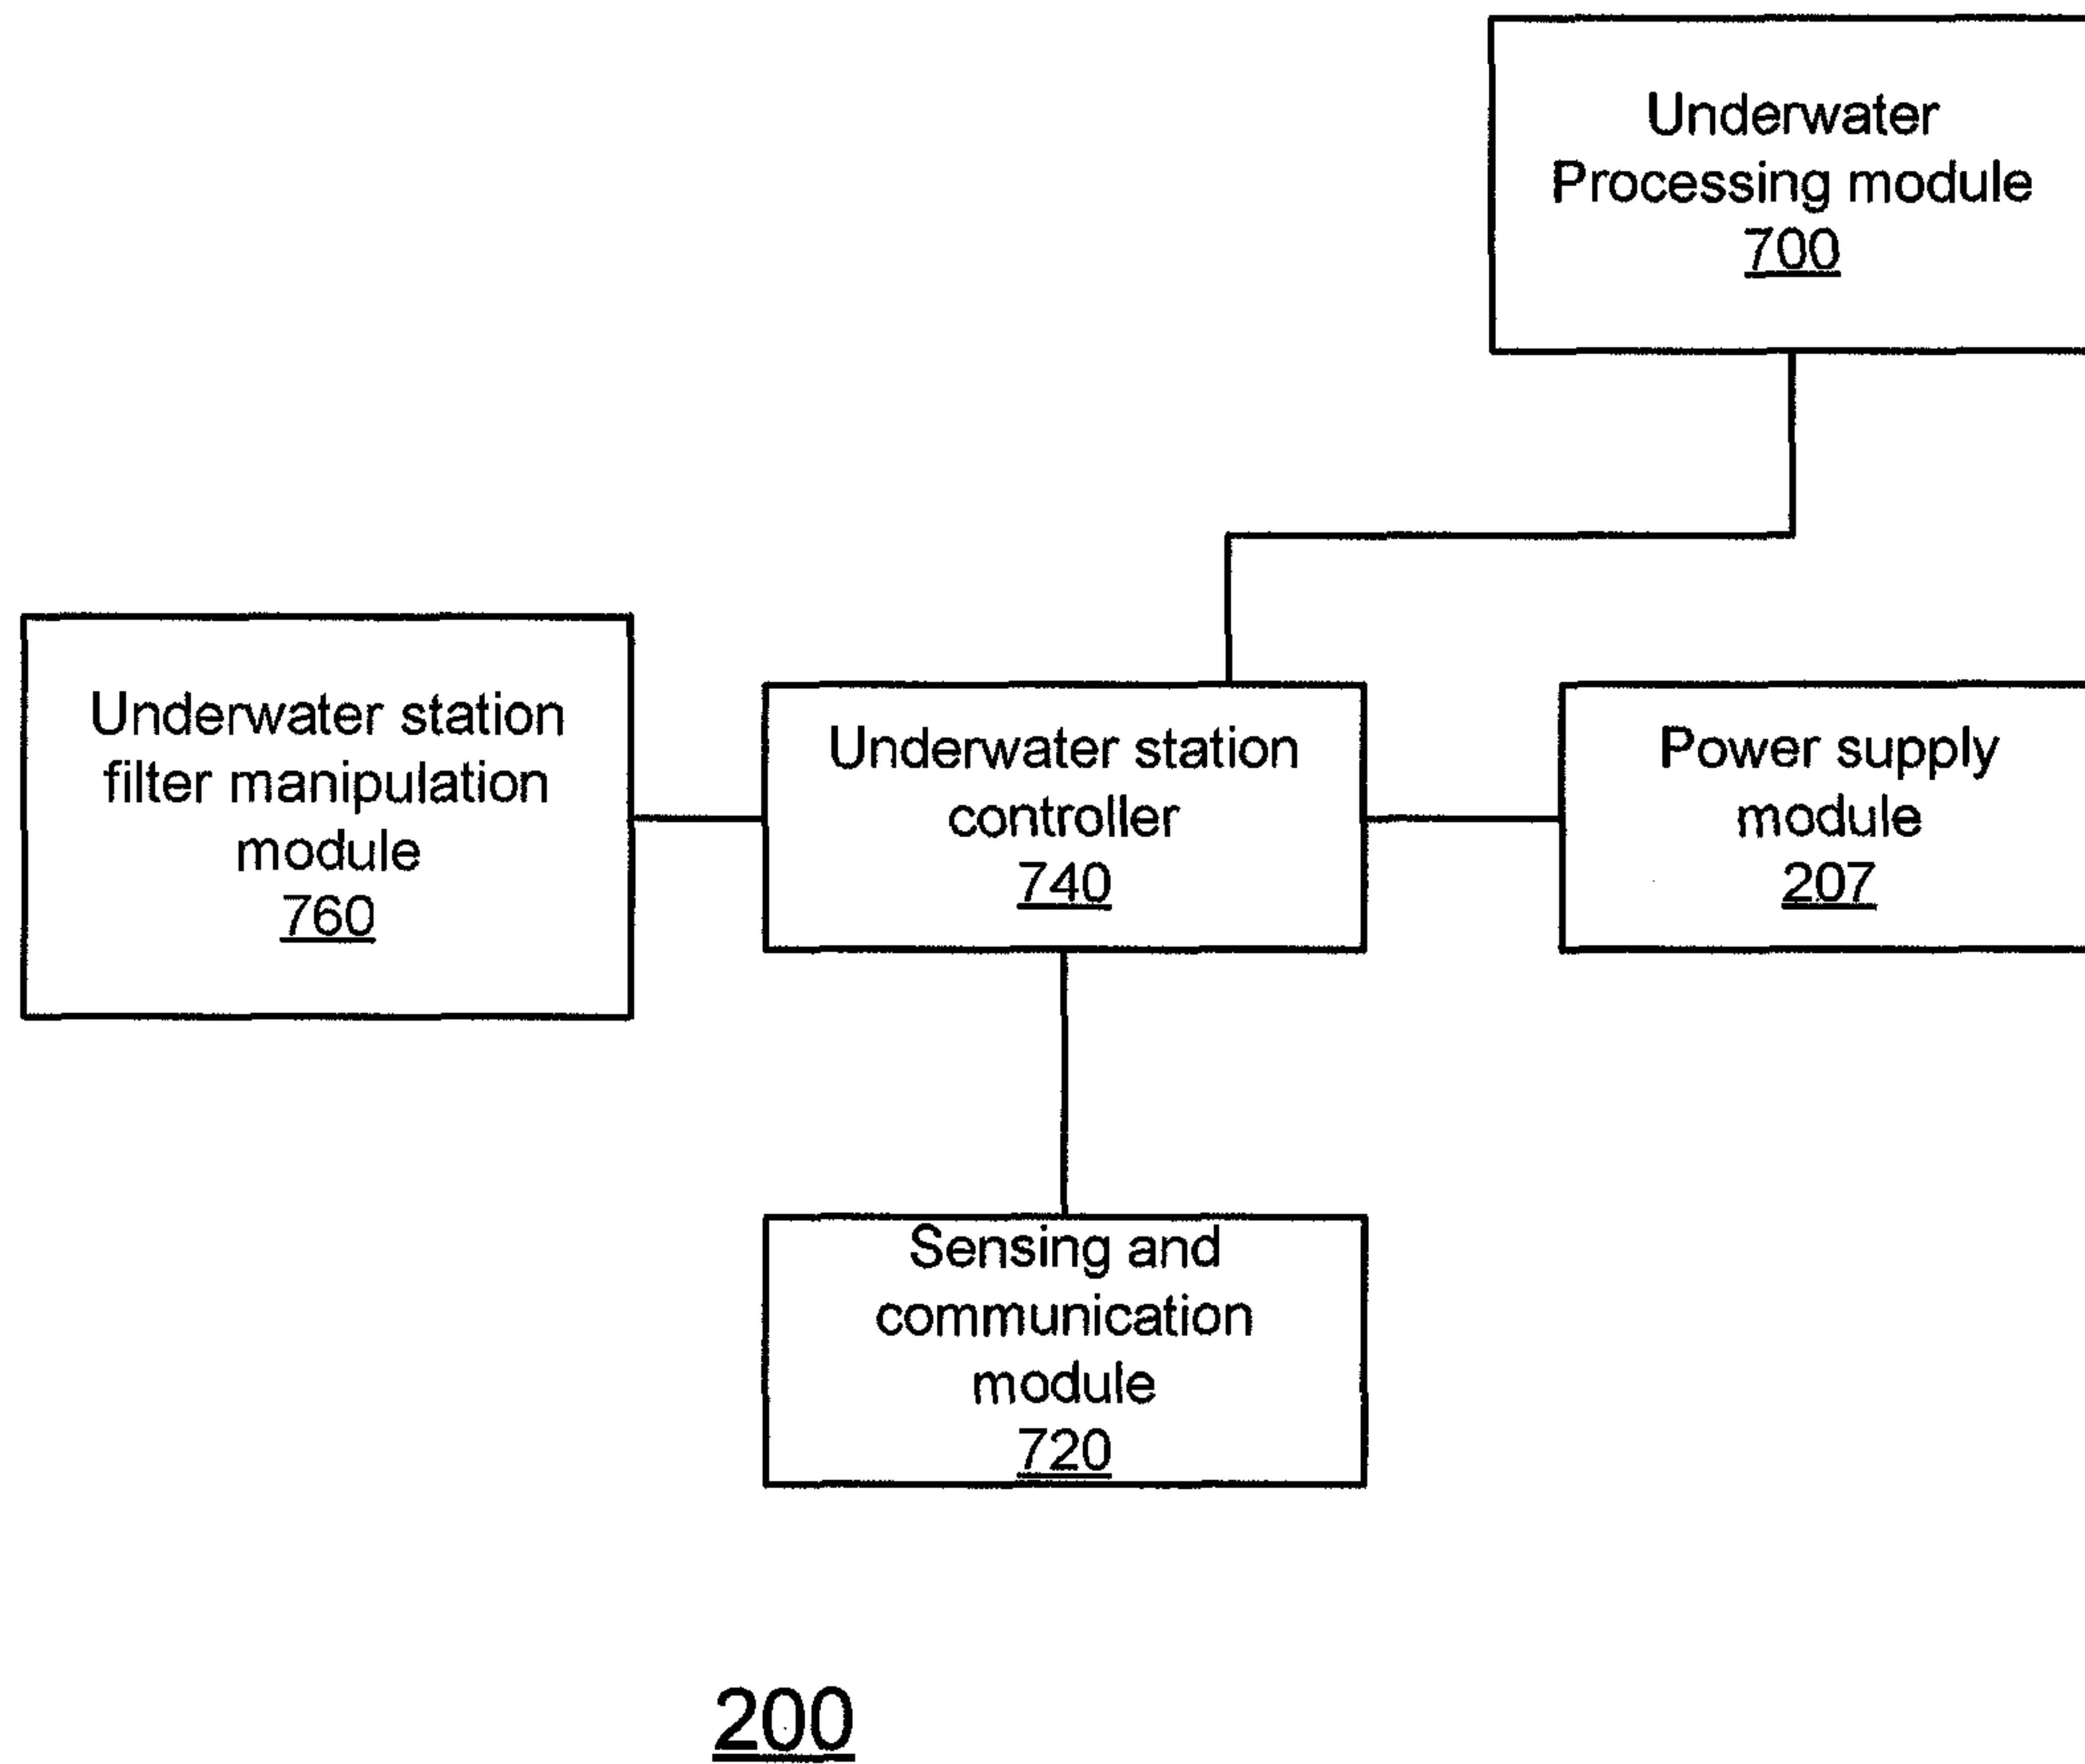 Underwater
Processing module
700
Underwater station
filter manipulation
module
760
Underwater station
controller
740
Power supply
module
207
Sensing and
communication
module
720
200